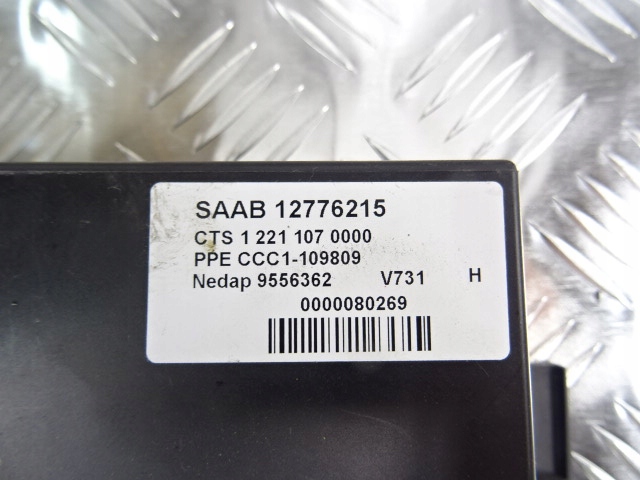 SAAB 12776215
CTS 1 221 107 0000
PPE CCC1-109809
Nedap 9556362 V731 H
0000080269